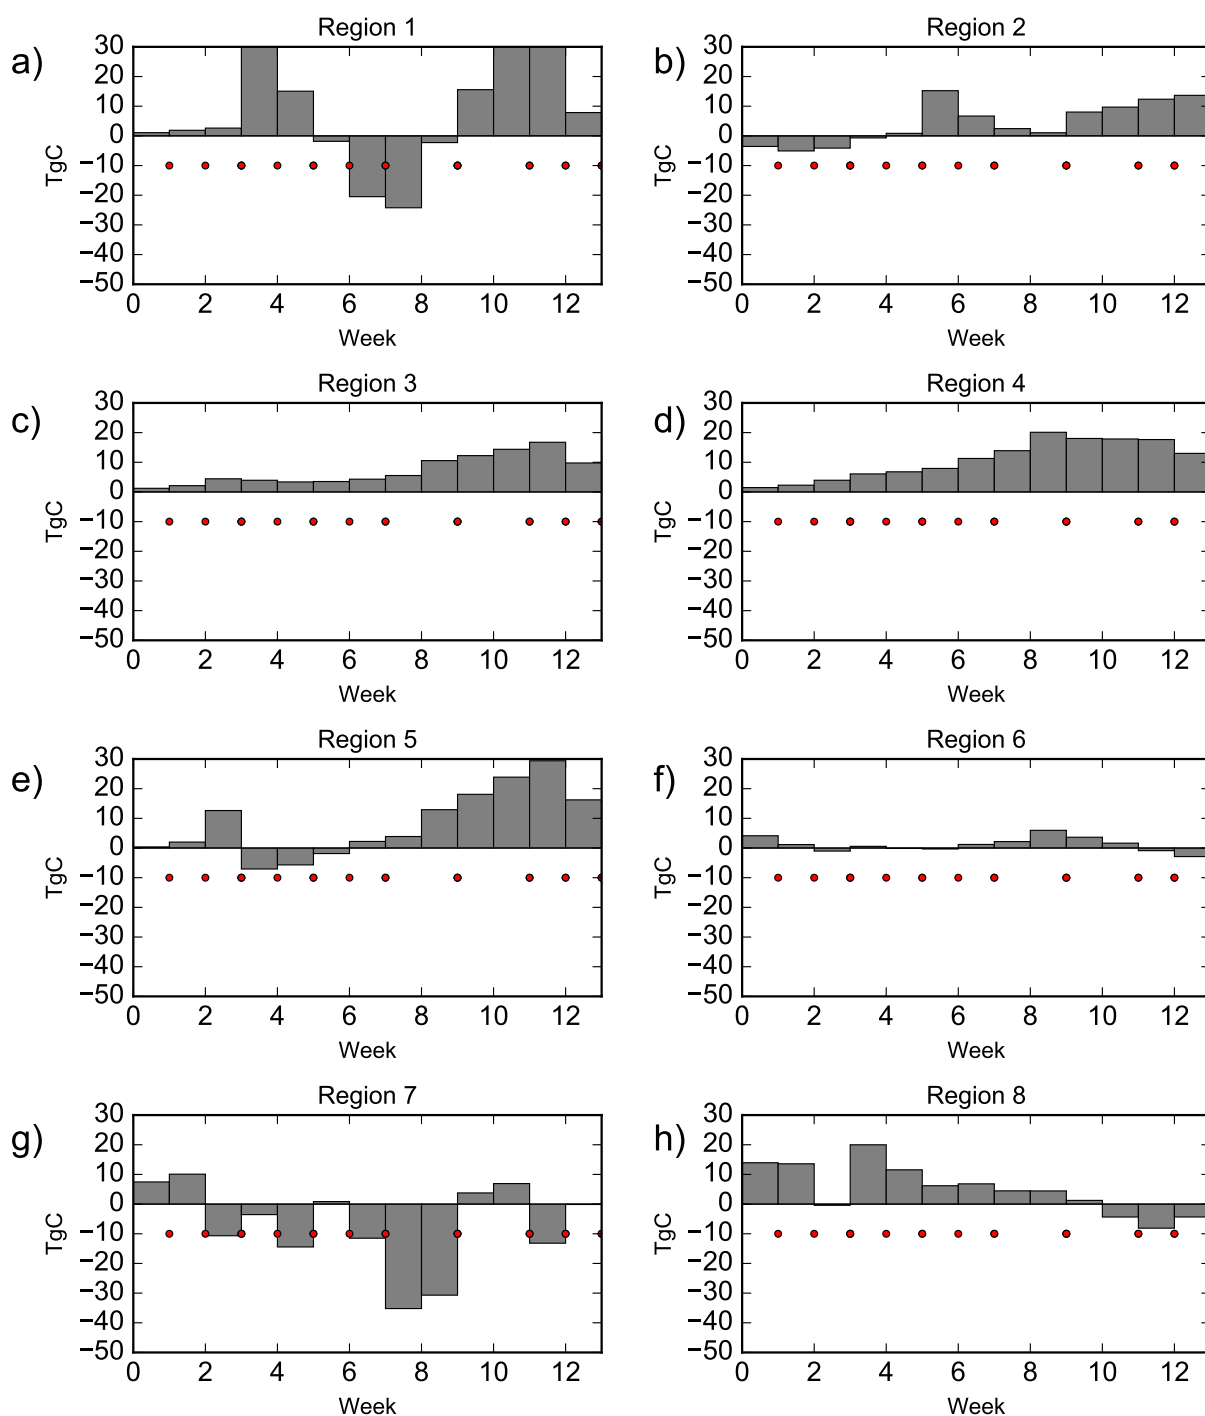 Region 1
Region 2
a)
b)
30
20
10
0
−10
−20
−30
−40
−50
TgC
0 2 4 6 8 10 12
Week
30
20
10
0
−10
−20
−30
−40
−50
TgC
0 2 4 6 8 10 12
Week
Region 3
Region 4
c)
d)
30
20
10
0
−10
−20
−30
−40
−50
TgC
0 2 4 6 8 10 12
Week
30
20
10
0
−10
−20
−30
−40
−50
TgC
0 2 4 6 8 10 12
Week
Region 5
Region 6
e)
f)
30
20
10
0
−10
−20
−30
−40
−50
TgC
0 2 4 6 8 10 12
Week
30
20
10
0
−10
−20
−30
−40
−50
TgC
0 2 4 6 8 10 12
Week
Region 7
Region 8
g)
h)
30
20
10
0
−10
−20
−30
−40
−50
TgC
0 2 4 6 8 10 12
Week
30
20
10
0
−10
−20
−30
−40
−50
TgC
0 2 4 6 8 10 12
Week